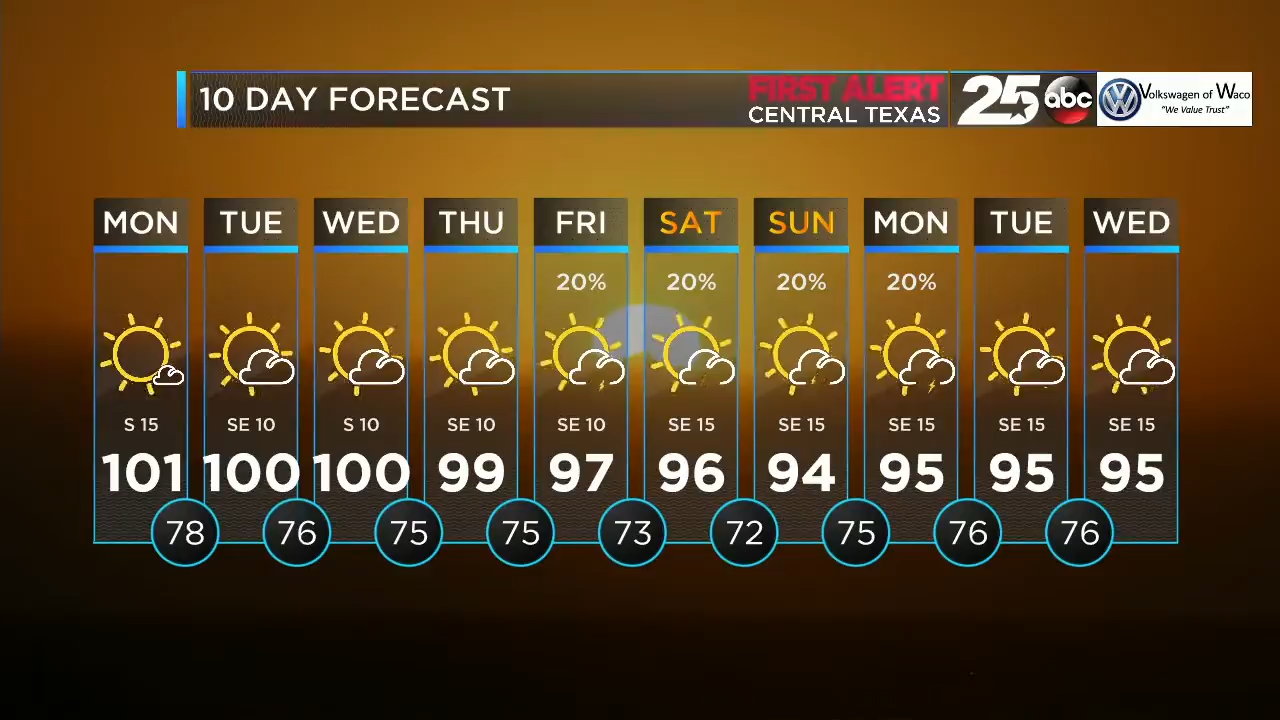 10 DAY FORECAST
FIRST ALERT
CENTRAL TEXAS
25 abc
Volkswagen of Waco
"We Value Trust"
MON TUE WED THU FRI SAT SUN MON TUE WED
20% 20% 20% 20%
S 15 SE 10 S 10 SE 10 SE 10 SE 15 SE 15 SE 15 SE 15 SE 15
101 100 100 99 97 96 94 95 95 95
78 76 75 75 73 72 75 76 76